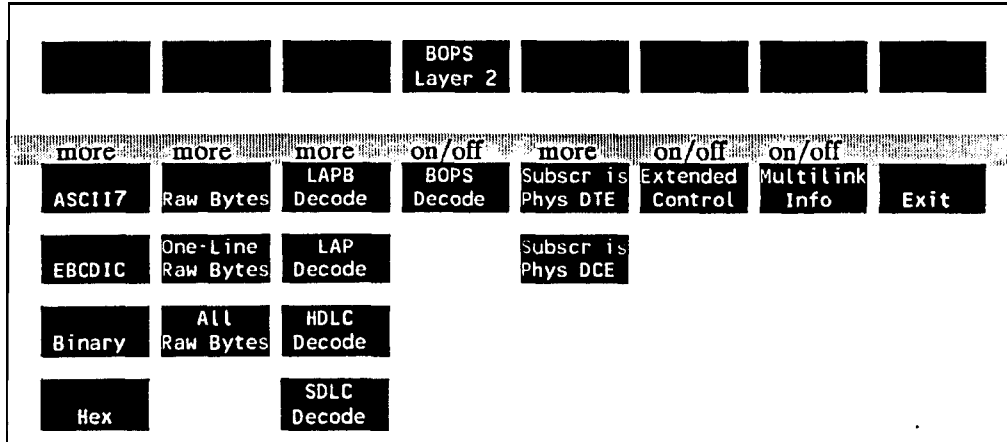 BOPS
Layer 2
more more more on/off more on/off on/off
ASCII7
Raw Bytes
LAPB
Decode
BOPS
Decode
Subscr is
Phys DTE
Extended
Control
Multilink
Info
Exit
EBCDIC
One-Line
Raw Bytes
LAP
Decode
Subscr is
Phys DCE
Binary
All
Raw Bytes
HDLC
Decode
Hex
SDLC
Decode